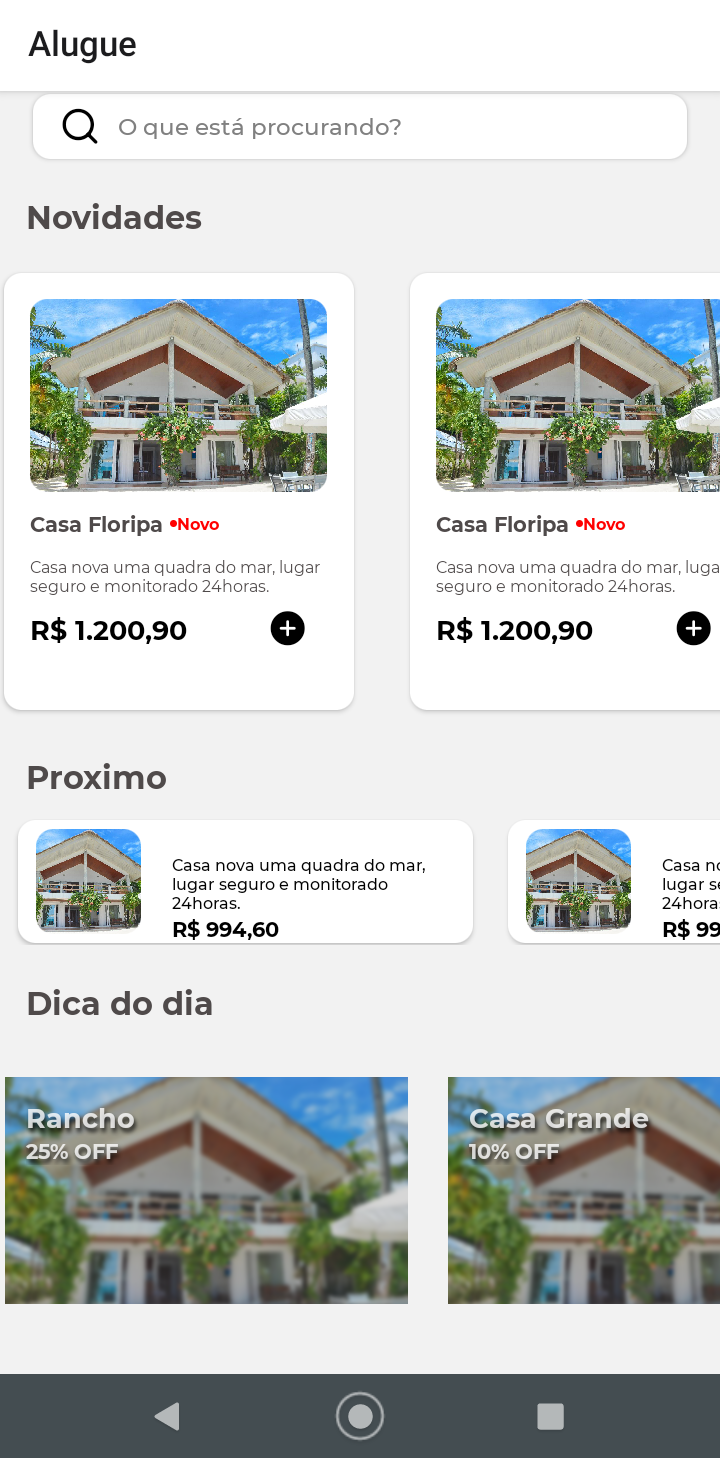 Alugue
O que está procurando?
Novidades
Casa Floripa •Novo
Casa nova uma quadra do mar, lugar
seguro e monitorado 24horas.
R$ 1.200,90
Casa Floripa •Novo
Casa nova uma quadra do mar, luga
seguro e monitorado 24horas.
R$ 1.200,90
Proximo
Casa nova uma quadra do mar,
lugar seguro e monitorado
24horas.
R$ 994,60
Casa no
lugar se
24horas
R$ 99
Dica do dia
Rancho
25% OFF
Casa Grande
10% OFF